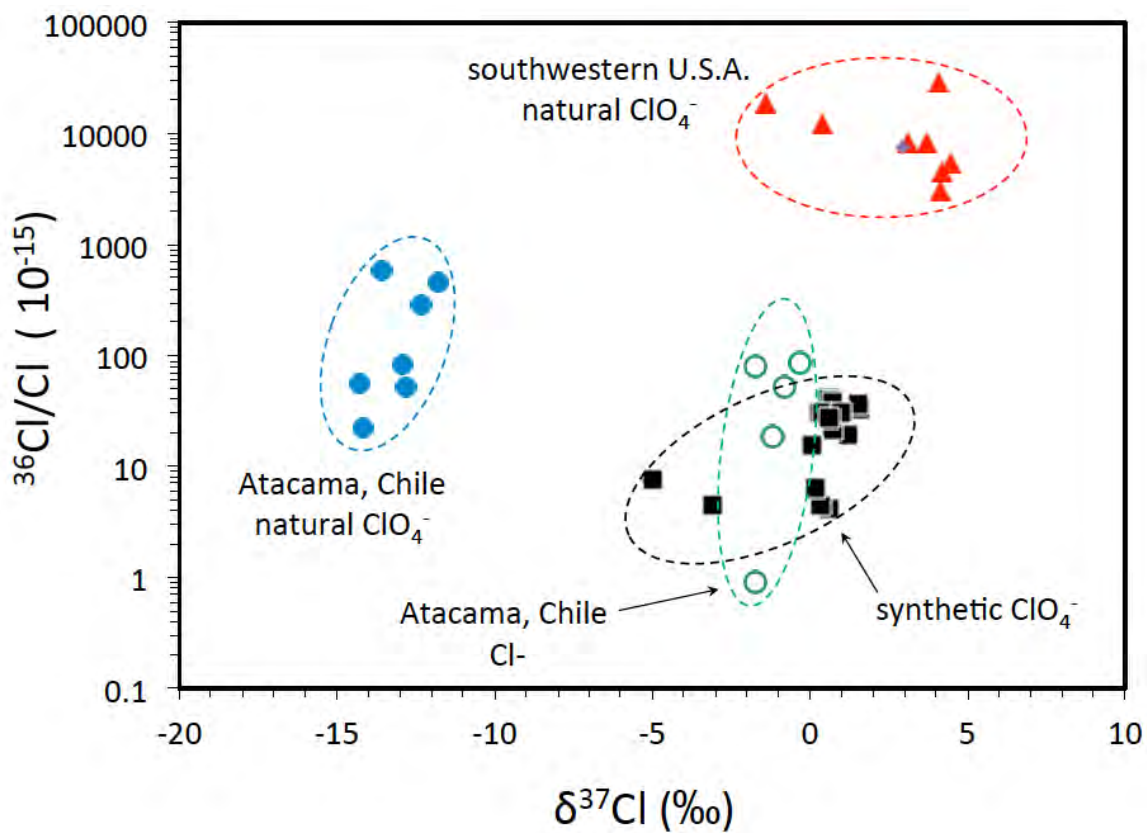 100000
10000
1000
100
10
1
0.1
³⁶Cl/Cl ( 10⁻¹⁵)
southwestern U.S.A.
natural ClO₄⁻
Atacama, Chile
natural ClO₄⁻
Atacama, Chile
Cl-
synthetic ClO₄⁻
-20 -15 -10 -5 0 5 10
δ³⁷Cl (‰)